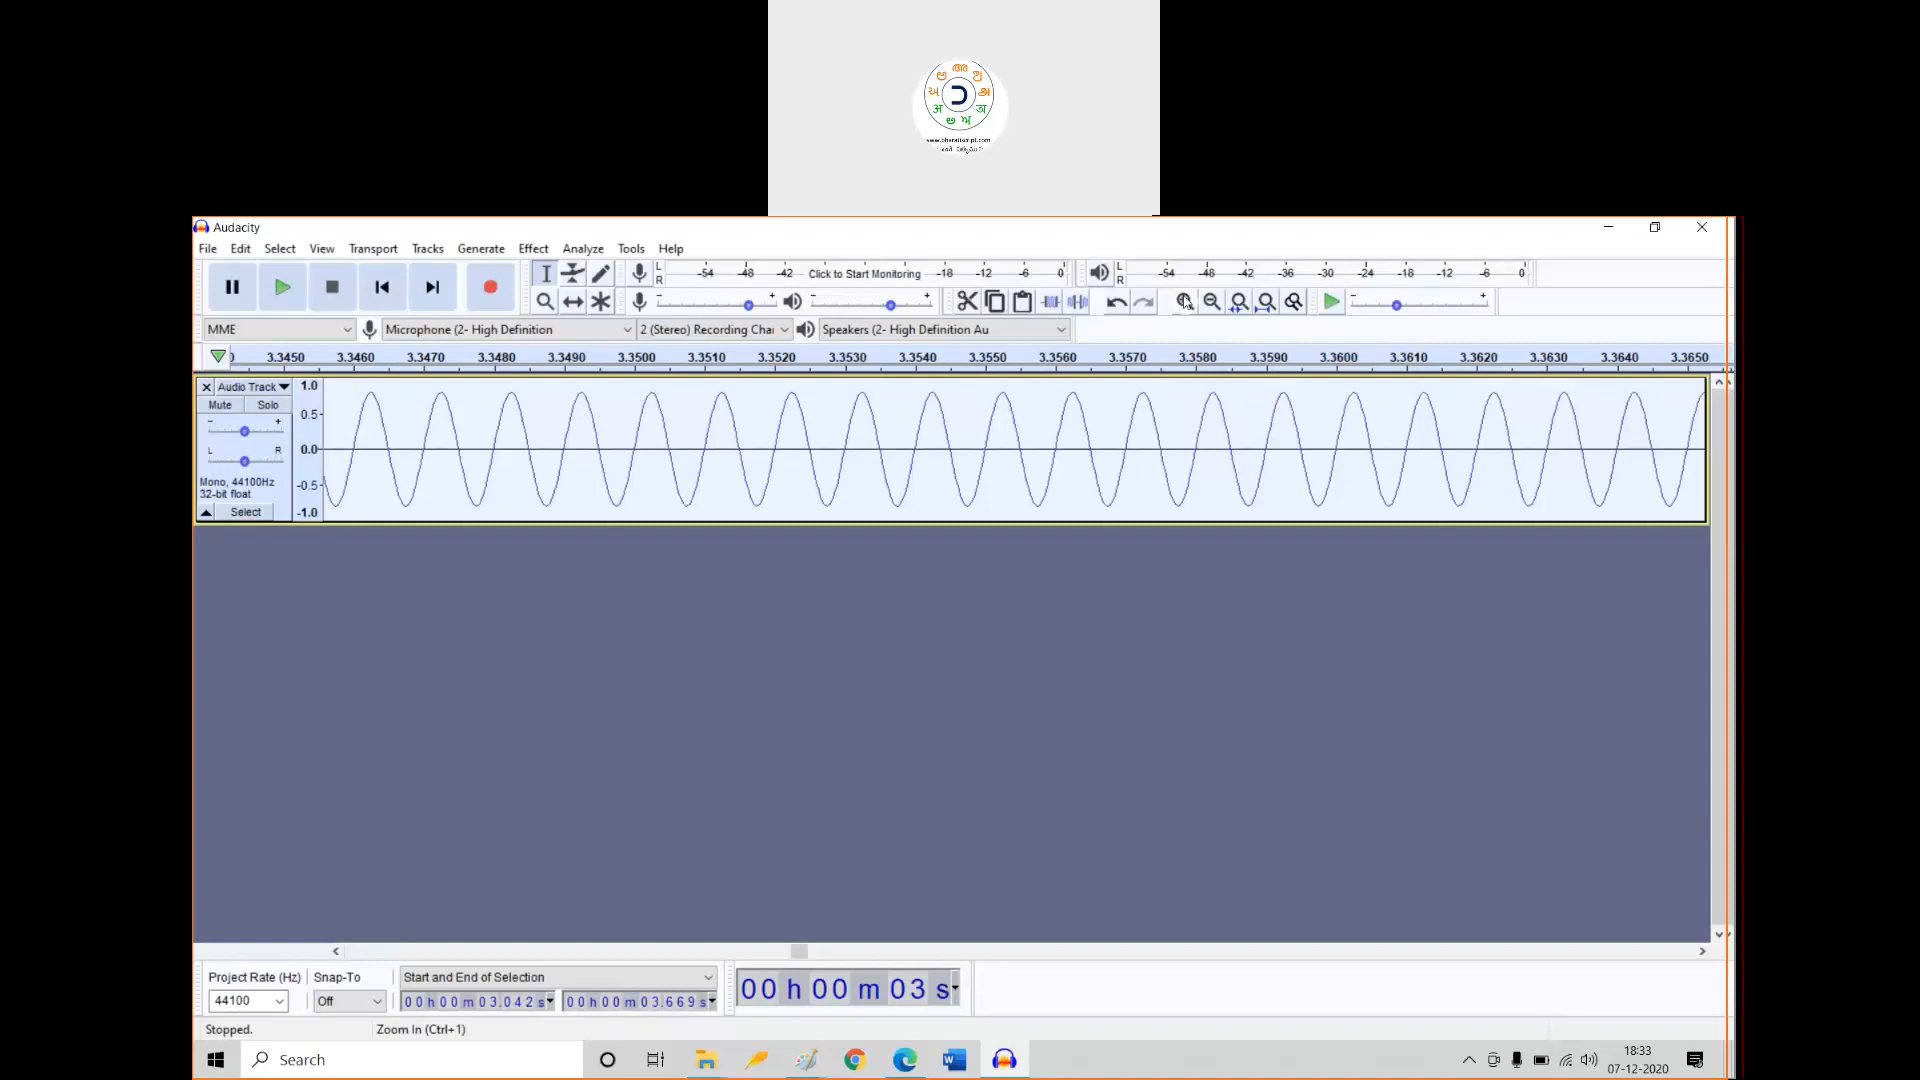 அ
അ
ਅ
અ
அ
अ
অ
అ
ਅ
www.bharatiscript.com
Audacity
File Edit Select View Transport Tracks Generate Effect Analyze Tools Help
L
R
-54 -48 -42 Click to Start Monitoring -18 -12 -6 0
L
R
-54 -48 -42 -36 -30 -24 -18 -12 -6 0
MME
Microphone (2- High Definition
2 (Stereo) Recording Cha
Speakers (2- High Definition Au
3.3450 3.3460 3.3470 3.3480 3.3490 3.3500 3.3510 3.3520 3.3530 3.3540 3.3550 3.3560 3.3570 3.3580 3.3590 3.3600 3.3610 3.3620 3.3630 3.3640 3.3650
Audio Track
Mute Solo
- +
L R
Mono, 44100Hz
32-bit float
Select
1.0
0.5
0.0
-0.5
-1.0
Project Rate (Hz) Snap-To
Start and End of Selection
44100 Off
00 h 00 m 03.042 s 00 h 00 m 03.669 s
00 h 00 m 03 s
Stopped.
Zoom In (Ctrl+1)
Search
18:33
07-12-2020